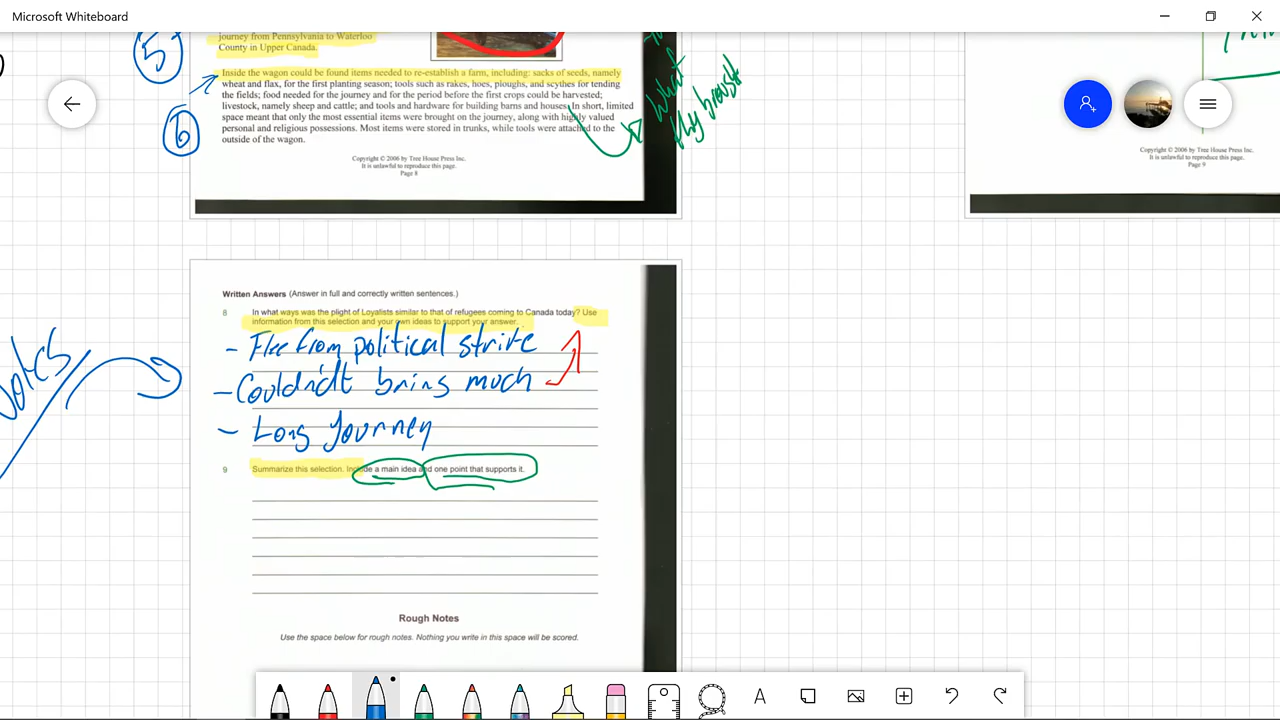 Microsoft Whiteboard
journey from Pennsylvania to Waterloo
County in Upper Canada.
5
6
Inside the wagon could be found items needed to re-establish a farm, including: sacks of seeds, namely
wheat and flax, for the first planting season; tools such as rakes, hoes, ploughs, and scythes for tending
the fields; food needed for the journey and for the period before the first crops could be harvested;
livestock, namely sheep and cattle; and tools and hardware for building barns and houses. In short, limited
space meant that only the most essential items were brought on the journey, along with highly valued
personal and religious possessions. Most items were stored in trunks, while tools were attached to the
outside of the wagon.
What
they brought
Copyright © 2006 by Tree House Press Inc.
It is unlawful to reproduce this page.
Page 8
Copyright © 2006 by Tree House Press Inc.
It is unlawful to reproduce this page.
Page 9
Notes
Written Answers (Answer in full and correctly written sentences.)
8 In what ways was the plight of Loyalists similar to that of refugees coming to Canada today? Use
information from this selection and your own ideas to support your answer.
- Flee from political strife
- Couldn't bring much
- Long Journey
9 Summarize this selection. Include a main idea and one point that supports it.
Rough Notes
Use the space below for rough notes. Nothing you write in this space will be scored.
A